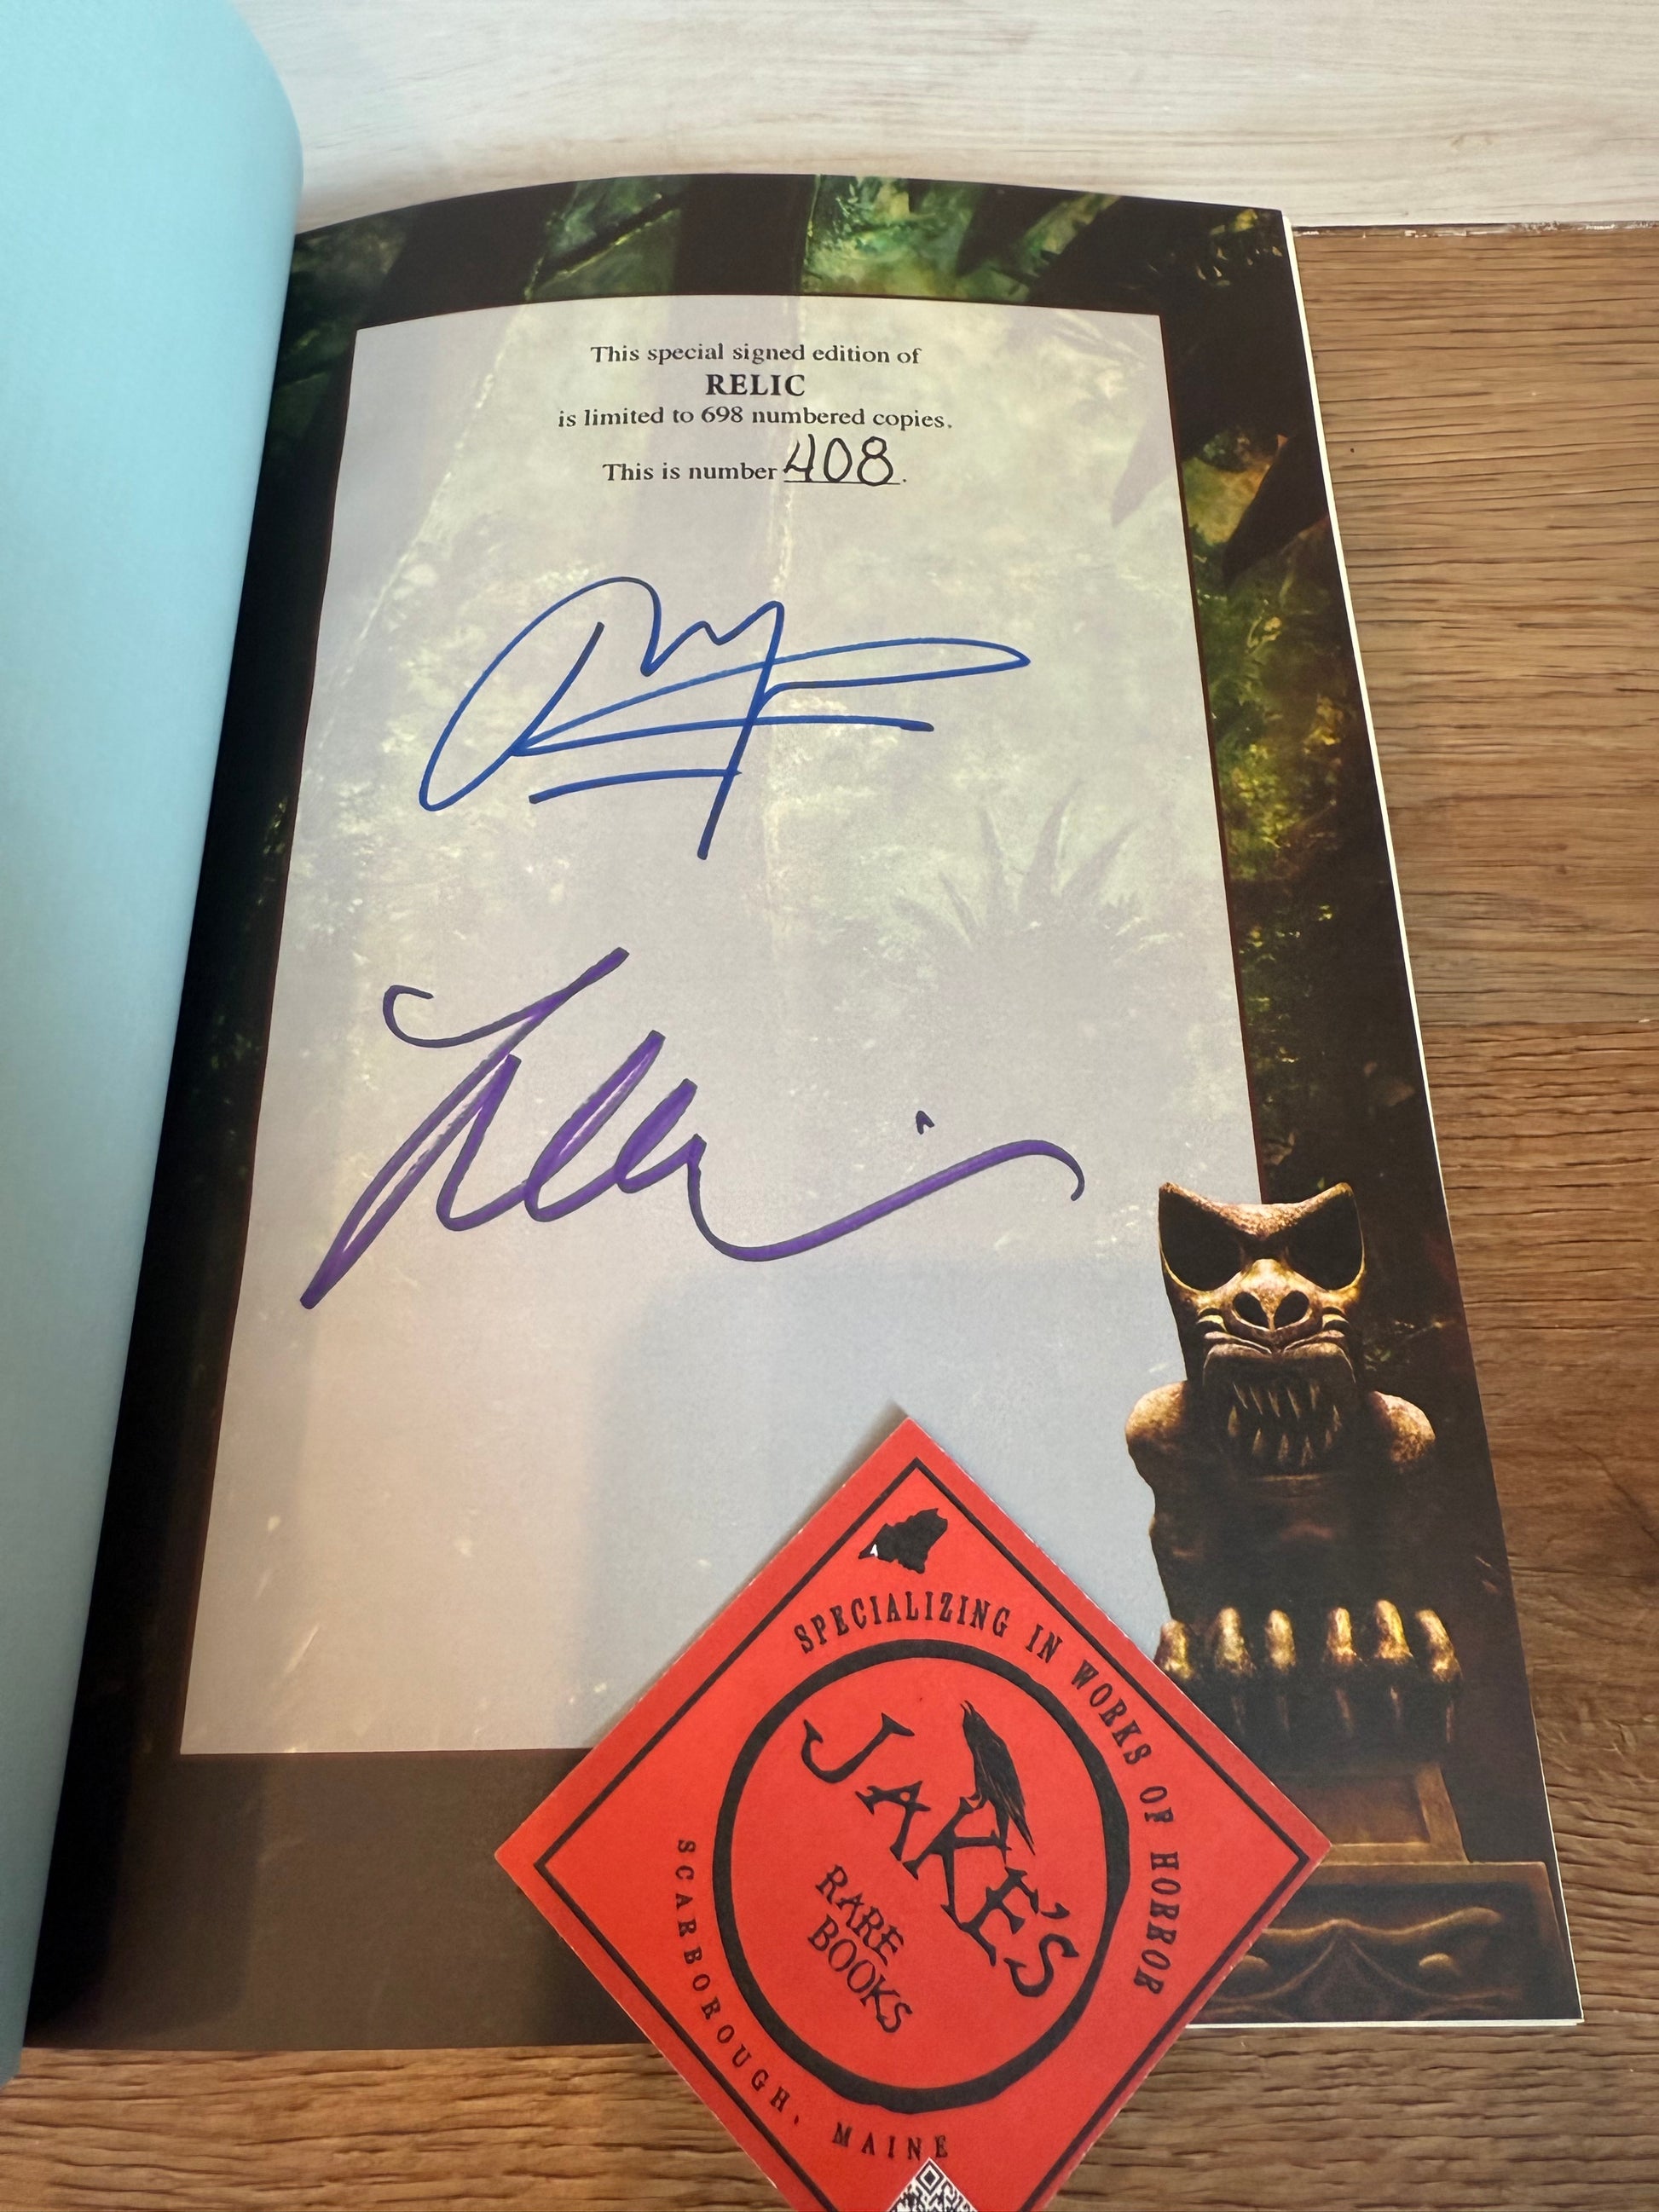 This special signed edition of
RELIC
is limited to 698 numbered copies.
This is number 408.
SPECIALIZING IN WORKS OF HORROR
JAKE'S
RARE
BOOKS
SCARBOROUGH, MAINE